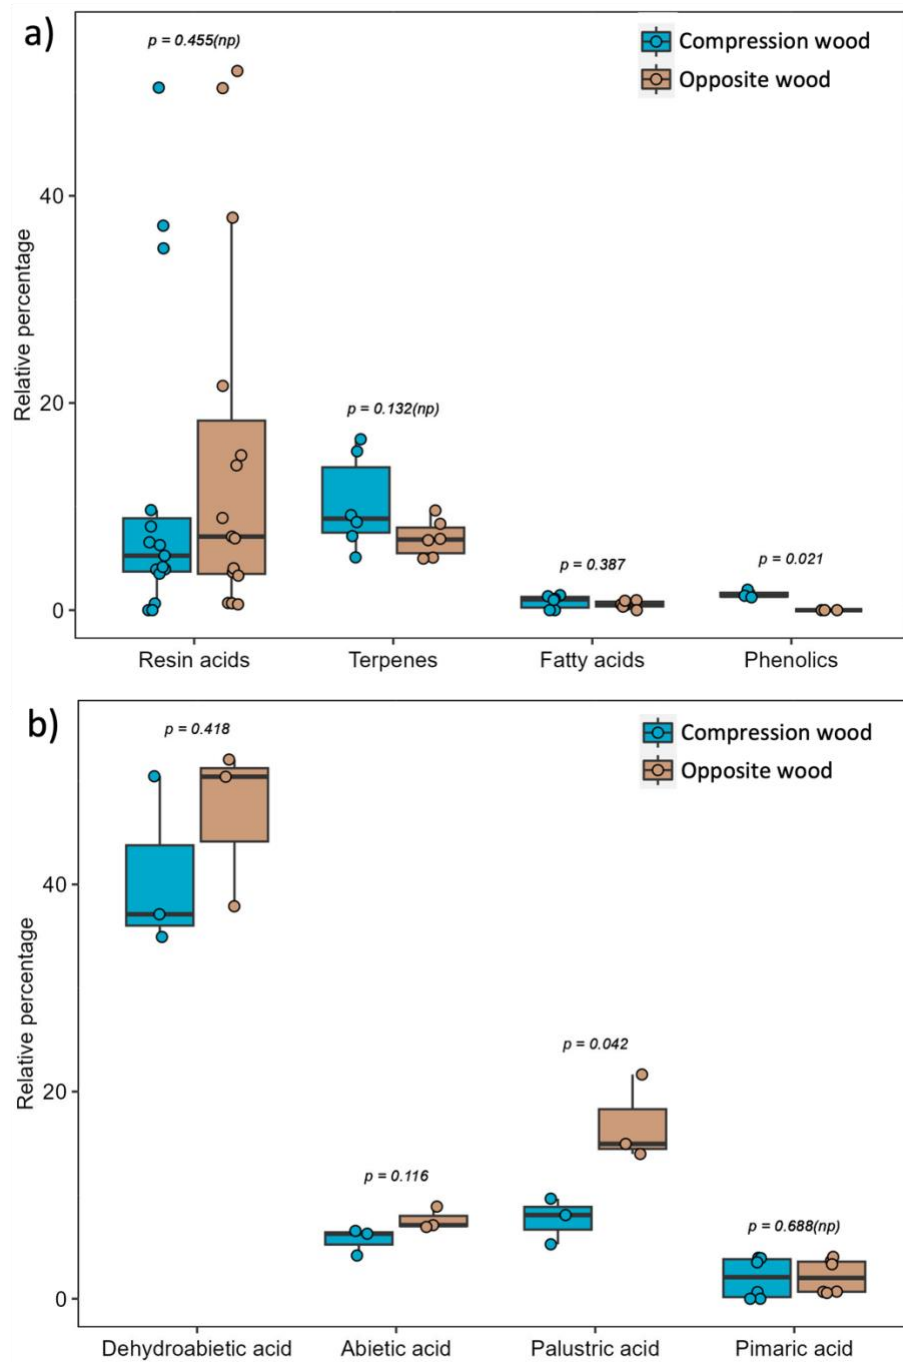 a)
p = 0.455(np)
Compression wood
Opposite wood
40
p = 0.132(np)
20
p = 0.387
p = 0.021
0
Relative percentage
Resin acids
Terpenes
Fatty acids
Phenolics
b)
p = 0.418
Compression wood
Opposite wood
40
p = 0.042
20
p = 0.116
p = 0.688(np)
0
Relative percentage
Dehydroabietic acid
Abietic acid
Palustric acid
Pimaric acid